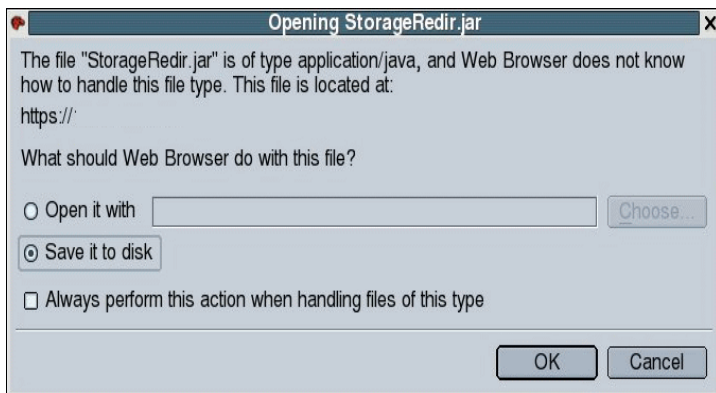 Opening StorageRedir.jar
X
The file "StorageRedir.jar" is of type application/java, and Web Browser does not know
how to handle this file type. This file is located at:
https://
What should Web Browser do with this file?
Open it with
Choose...
Save it to disk
Always perform this action when handling files of this type
OK
Cancel